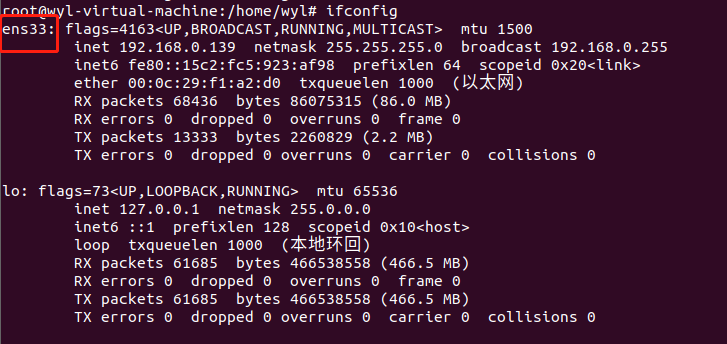 root@wyl-virtual-machine:/home/wyl# ifconfig
ens33: flags=4163<UP,BROADCAST,RUNNING,MULTICAST>  mtu 1500
        inet 192.168.0.139  netmask 255.255.255.0  broadcast 192.168.0.255
        inet6 fe80::15c2:fc5:923:af98  prefixlen 64  scopeid 0x20<link>
        ether 00:0c:29:f1:a2:d0  txqueuelen 1000  (以太网)
        RX packets 68436  bytes 86075315 (86.0 MB)
        RX errors 0  dropped 0  overruns 0  frame 0
        TX packets 13333  bytes 2260829 (2.2 MB)
        TX errors 0  dropped 0 overruns 0  carrier 0  collisions 0

lo: flags=73<UP,LOOPBACK,RUNNING>  mtu 65536
        inet 127.0.0.1  netmask 255.0.0.0
        inet6 ::1  prefixlen 128  scopeid 0x10<host>
        loop  txqueuelen 1000  (本地环回)
        RX packets 61685  bytes 466538558 (466.5 MB)
        RX errors 0  dropped 0  overruns 0  frame 0
        TX packets 61685  bytes 466538558 (466.5 MB)
        TX errors 0  dropped 0 overruns 0  carrier 0  collisions 0